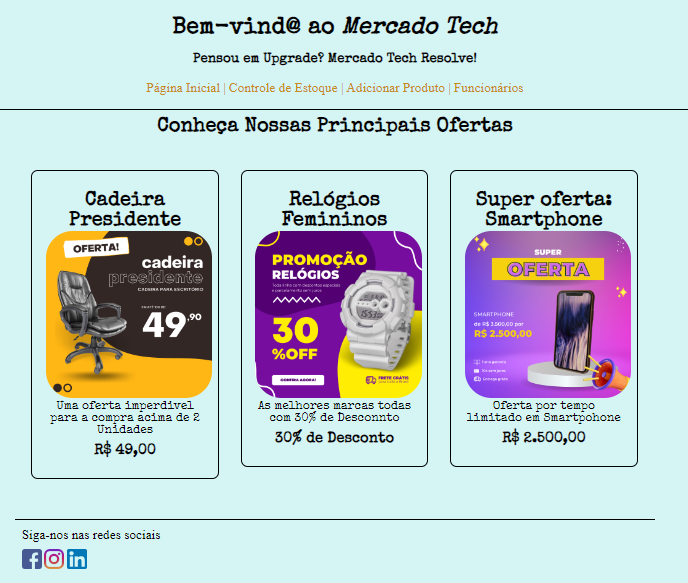 Bem-vind@ ao Mercado Tech
Pensou em Upgrade? Mercado Tech Resolve!
Página Inicial | Controle de Estoque | Adicionar Produto | Funcionários
Conheça Nossas Principais Ofertas
Cadeira
Presidente
OFERTA!
cadeira
presidente
CADEIRA PARA ESCRITÓRIO
49,90
Uma oferta imperdivel
para a compra acima de 2
Unidades
R$ 49,00
Relógios
Femininos
PROMOÇÃO
RELÓGIOS
30
%OFF
CONFIRA AGORA!
FRETE GRÁTIS
As melhores marcas todas
com 30% de Desconnto
30% de Desconto
Super oferta:
Smartphone
SUPER
OFERTA
SMARTPHONE
de R$ 3.500,00 por
R$ 2.500,00
Oferta por tempo
limitado em Smartpohone
R$ 2.500,00
Siga-nos nas redes sociais
f
in